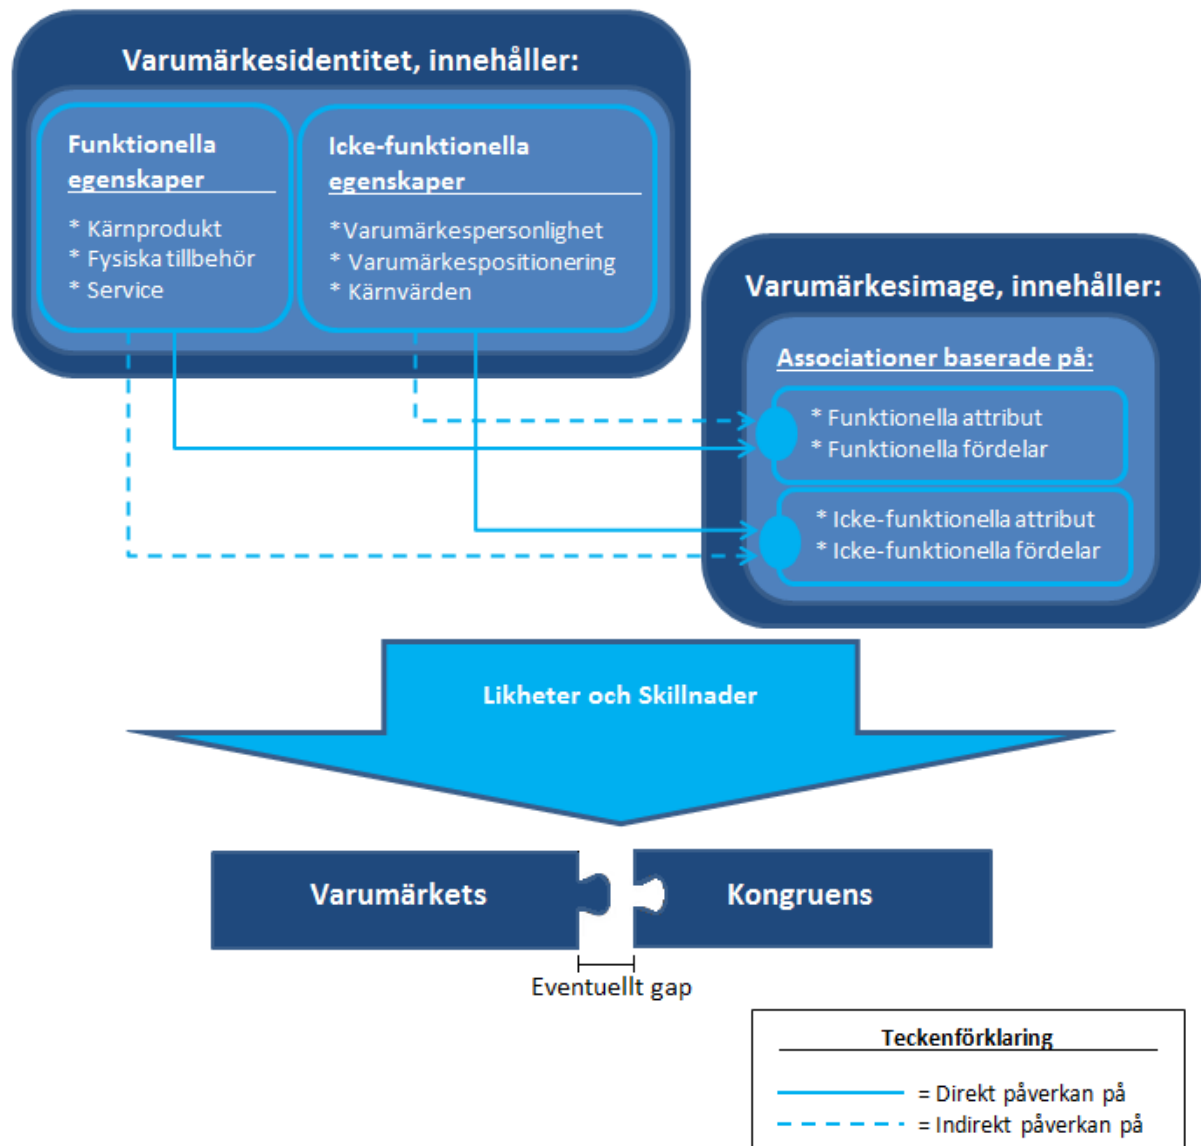 Varumärkesidentitet, innehåller:
Funktionella
egenskaper
* Kärnprodukt
* Fysiska tillbehör
* Service
Icke-funktionella
egenskaper
*Varumärkespersonlighet
* Varumärkespositionering
* Kärnvärden
Varumärkesimage, innehåller:
Associationer baserade på:
* Funktionella attribut
* Funktionella fördelar
* Icke-funktionella attribut
* Icke-funktionella fördelar
Likheter och Skillnader
Varumärkets
Kongruens
Eventuellt gap
Teckenförklaring
= Direkt påverkan på
= Indirekt påverkan på